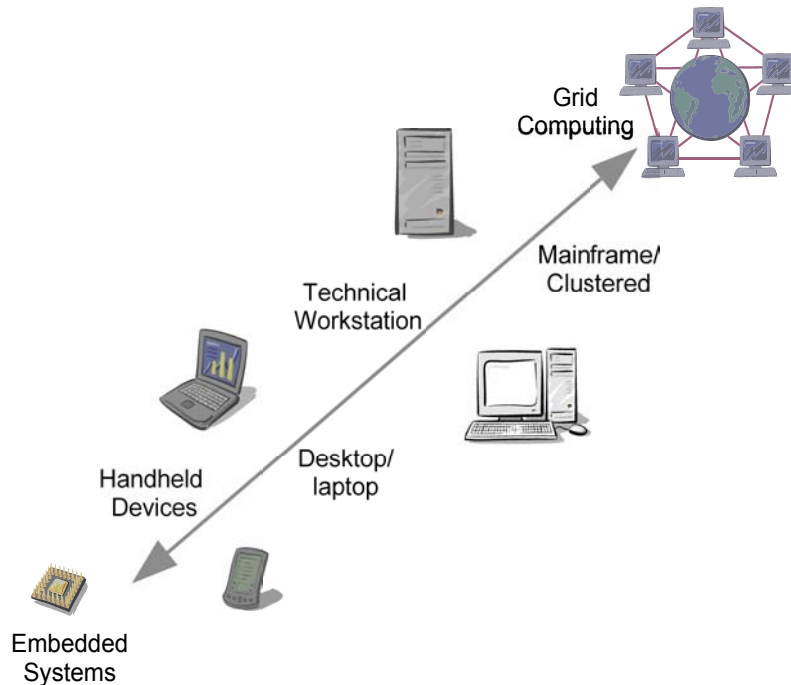 Grid
Computing
Mainframe/
Clustered
Technical
Workstation
Desktop/
laptop
Handheld
Devices
Embedded
Systems